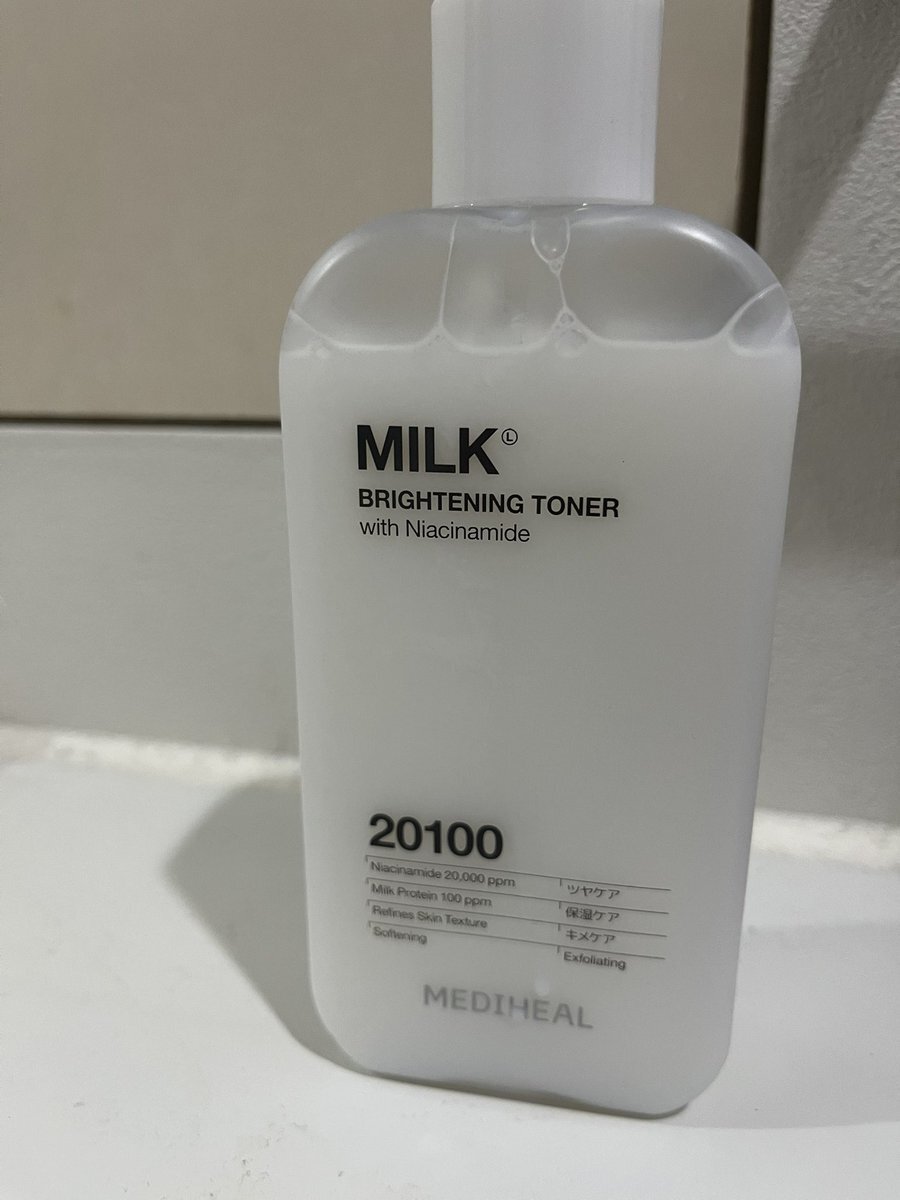 MILK Ⓛ
BRIGHTENING TONER
with Niacinamide
20100
Niacinamide 20,000 ppm ツヤケア
Milk Protein 100 ppm 保湿ケア
Refines Skin Texture キメケア
Softening Exfoliating
MEDIHEAL